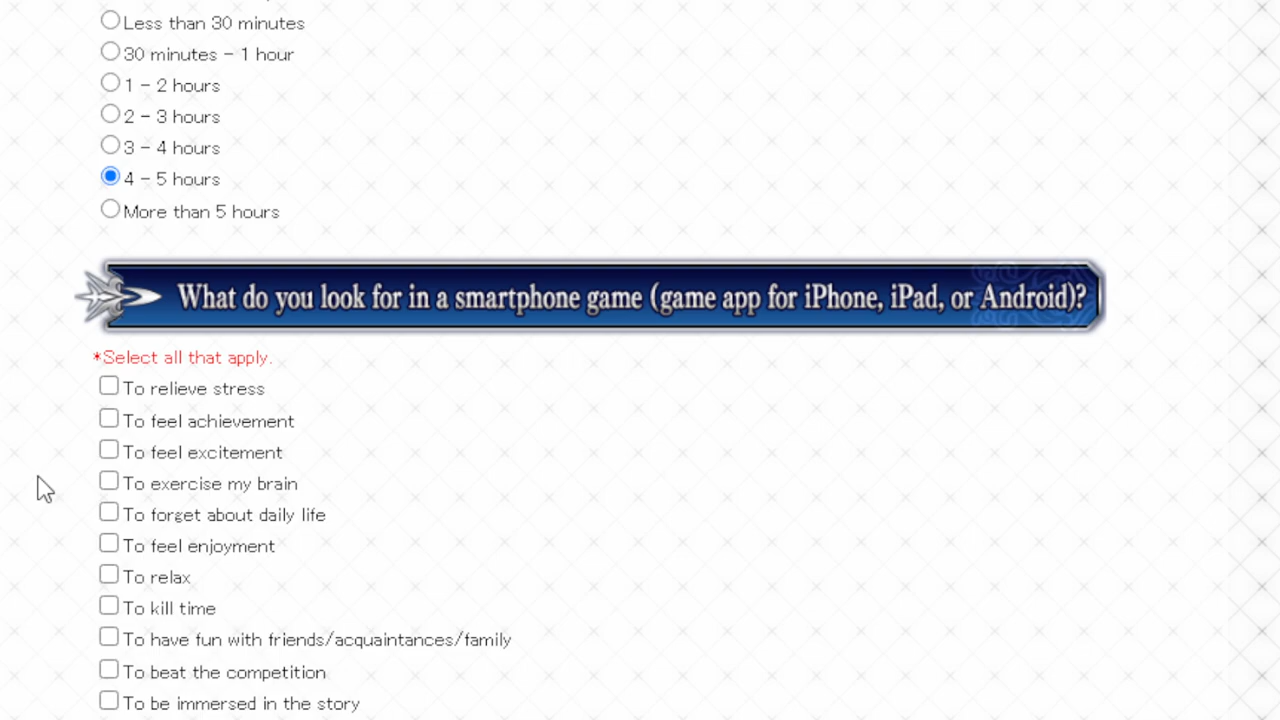 Less than 30 minutes
30 minutes - 1 hour
1 - 2 hours
2 - 3 hours
3 - 4 hours
4 - 5 hours
More than 5 hours
What do you look for in a smartphone game (game app for iPhone, iPad, or Android)?
*Select all that apply.
To relieve stress
To feel achievement
To feel excitement
To exercise my brain
To forget about daily life
To feel enjoyment
To relax
To kill time
To have fun with friends/acquaintances/family
To beat the competition
To be immersed in the story